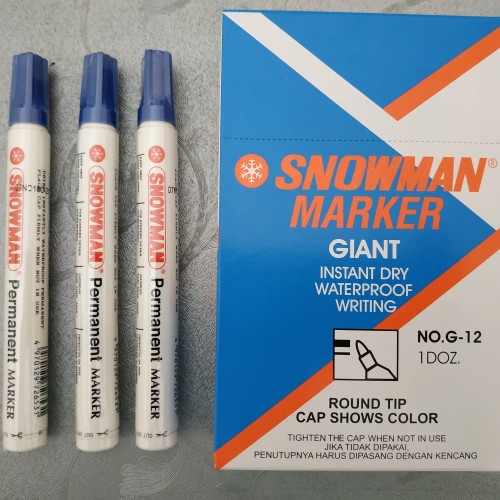 SNOWMAN®
Permanent MARKER
SNOWMAN®
Permanent MARKER
SNOWMAN®
Permanent MARKER
SNOWMAN®
MARKER
GIANT
INSTANT DRY
WATERPROOF
WRITING
NO.G-12
1DOZ.
ROUND TIP
CAP SHOWS COLOR
TIGHTEN THE CAP WHEN NOT IN USE
JIKA TIDAK DIPAKAI,
PENUTUPNYA HARUS DIPASANG DENGAN KENCANG